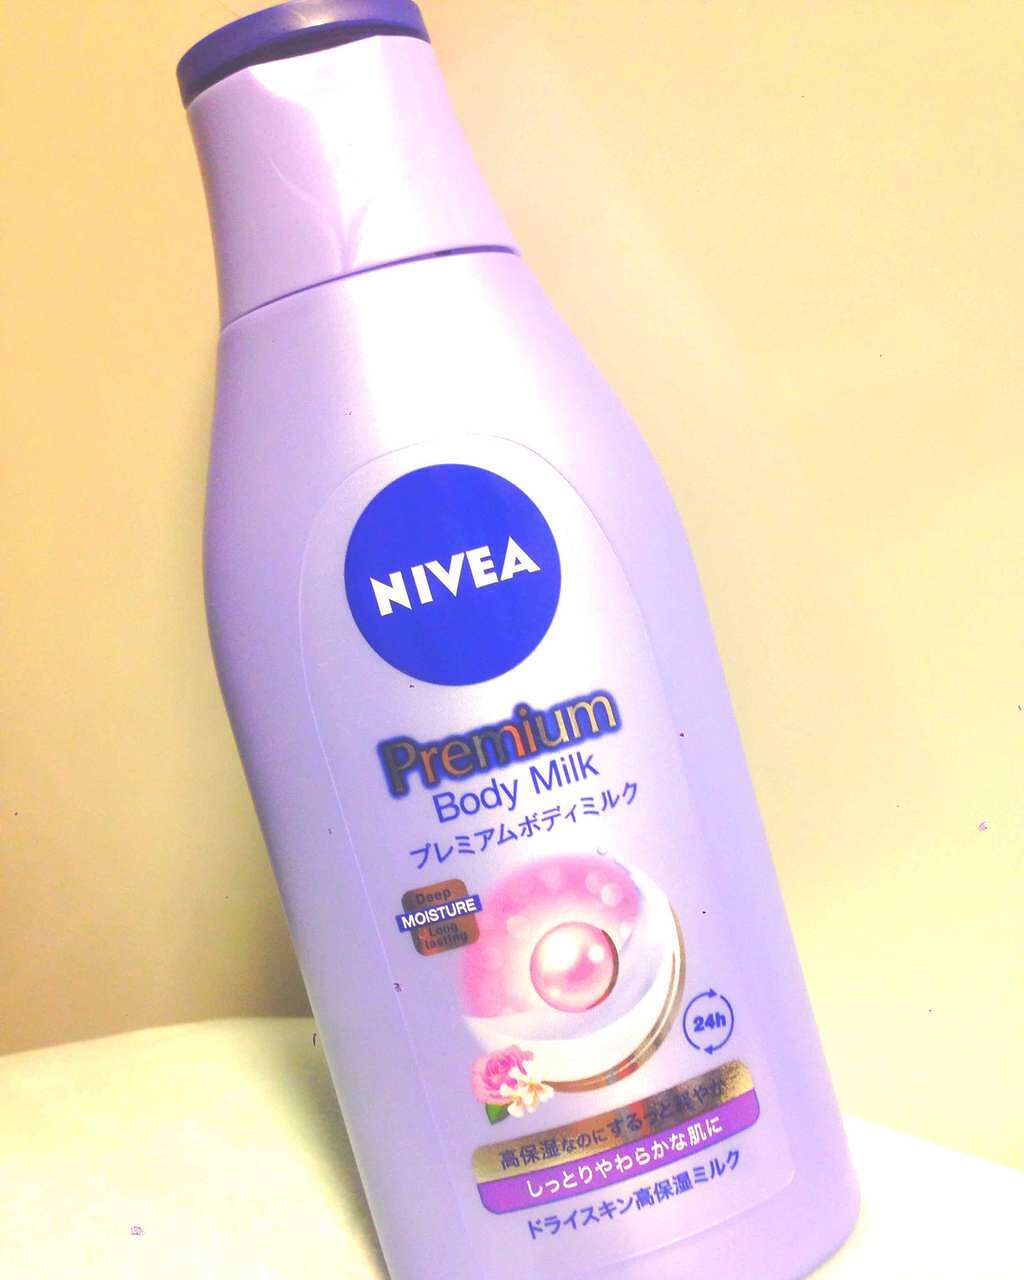 NIVEA
Premium
Body Milk
プレミアムボディミルク
Deep
MOISTURE
Long
lasting
24h
高保湿なのにするっと軽やか
しっとりやわらかな肌に
ドライスキン高保湿ミルク